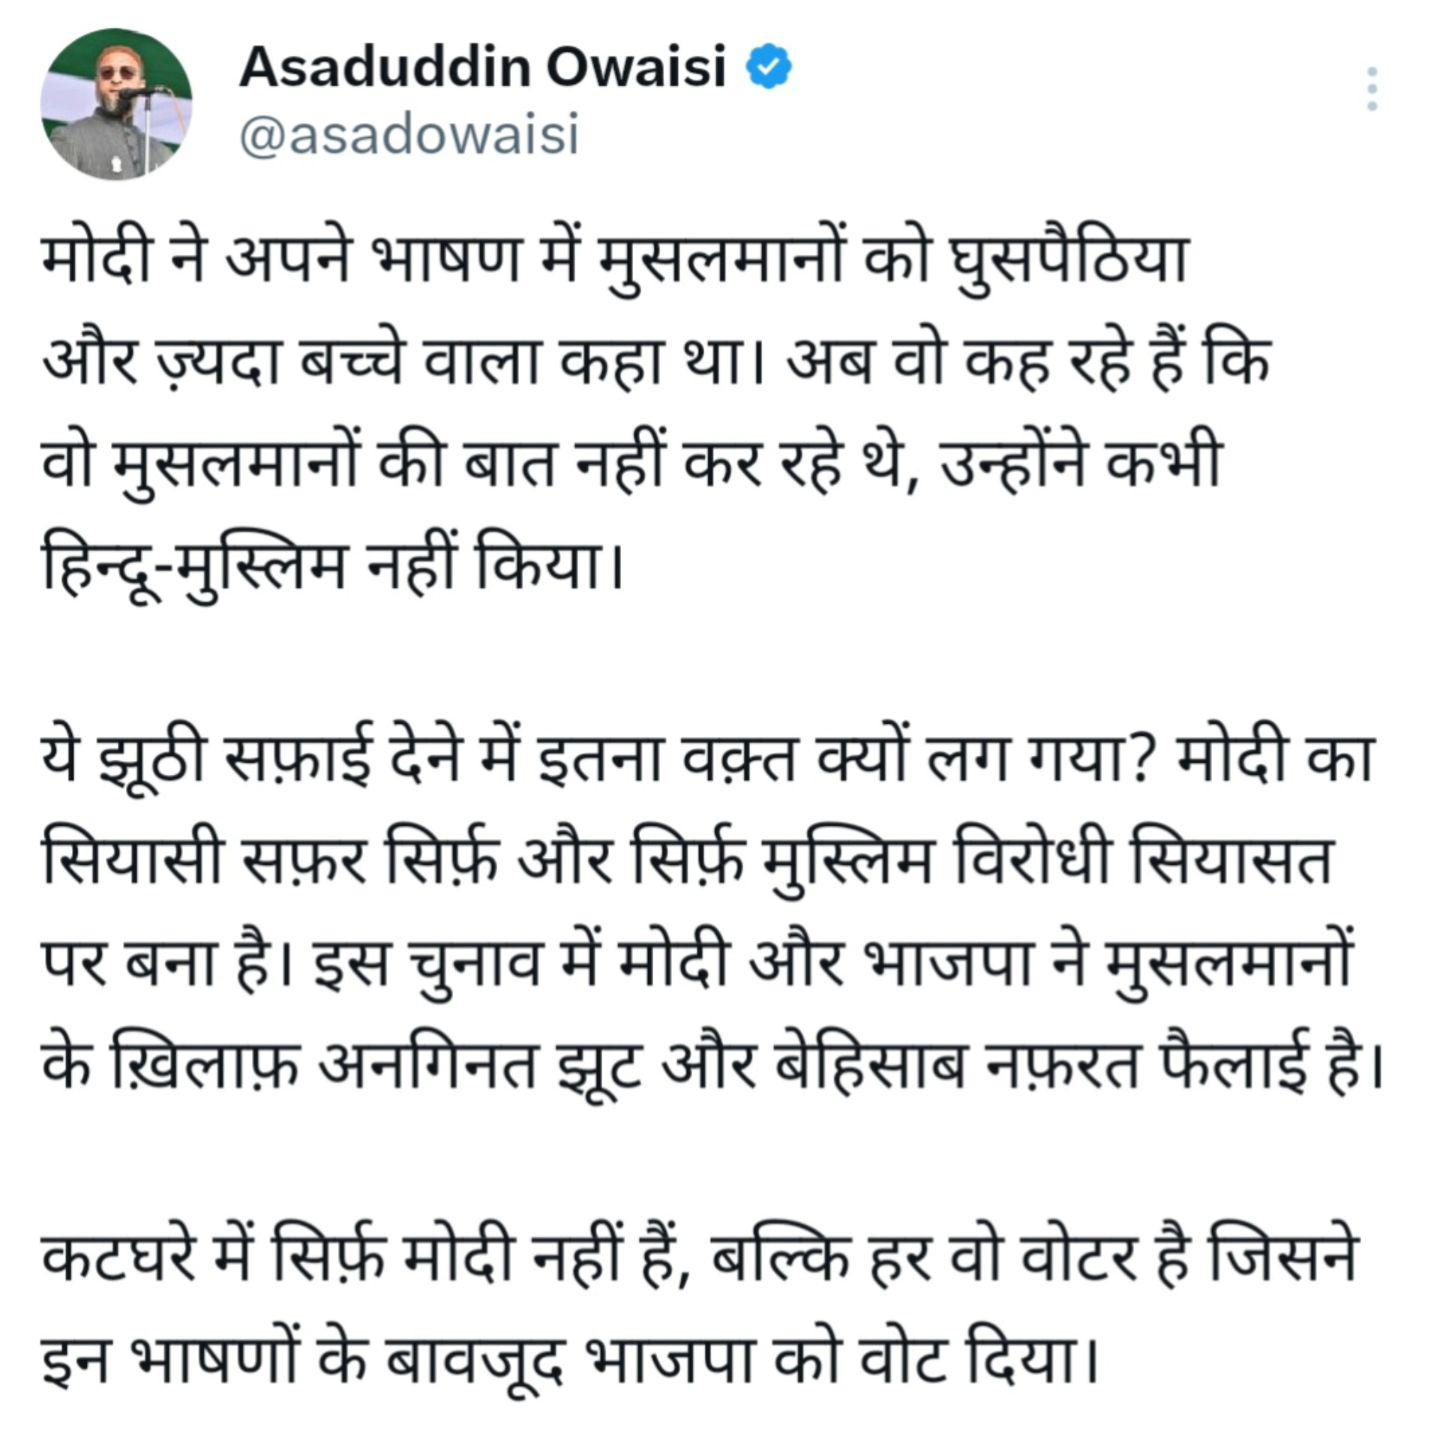 Asaduddin Owaisi
@asadowaisi
मोदी ने अपने भाषण में मुसलमानों को घुसपैठिया
और ज़्यदा बच्चे वाला कहा था। अब वो कह रहे हैं कि
वो मुसलमानों की बात नहीं कर रहे थे, उन्होंने कभी
हिन्दू-मुस्लिम नहीं किया।
ये झूठी सफ़ाई देने में इतना वक़्त क्यों लग गया? मोदी का
सियासी सफ़र सिर्फ़ और सिर्फ़ मुस्लिम विरोधी सियासत
पर बना है। इस चुनाव में मोदी और भाजपा ने मुसलमानों
के ख़िलाफ़ अनगिनत झूट और बेहिसाब नफ़रत फैलाई है।
कटघरे में सिर्फ़ मोदी नहीं हैं, बल्कि हर वो वोटर है जिसने
इन भाषणों के बावजूद भाजपा को वोट दिया।